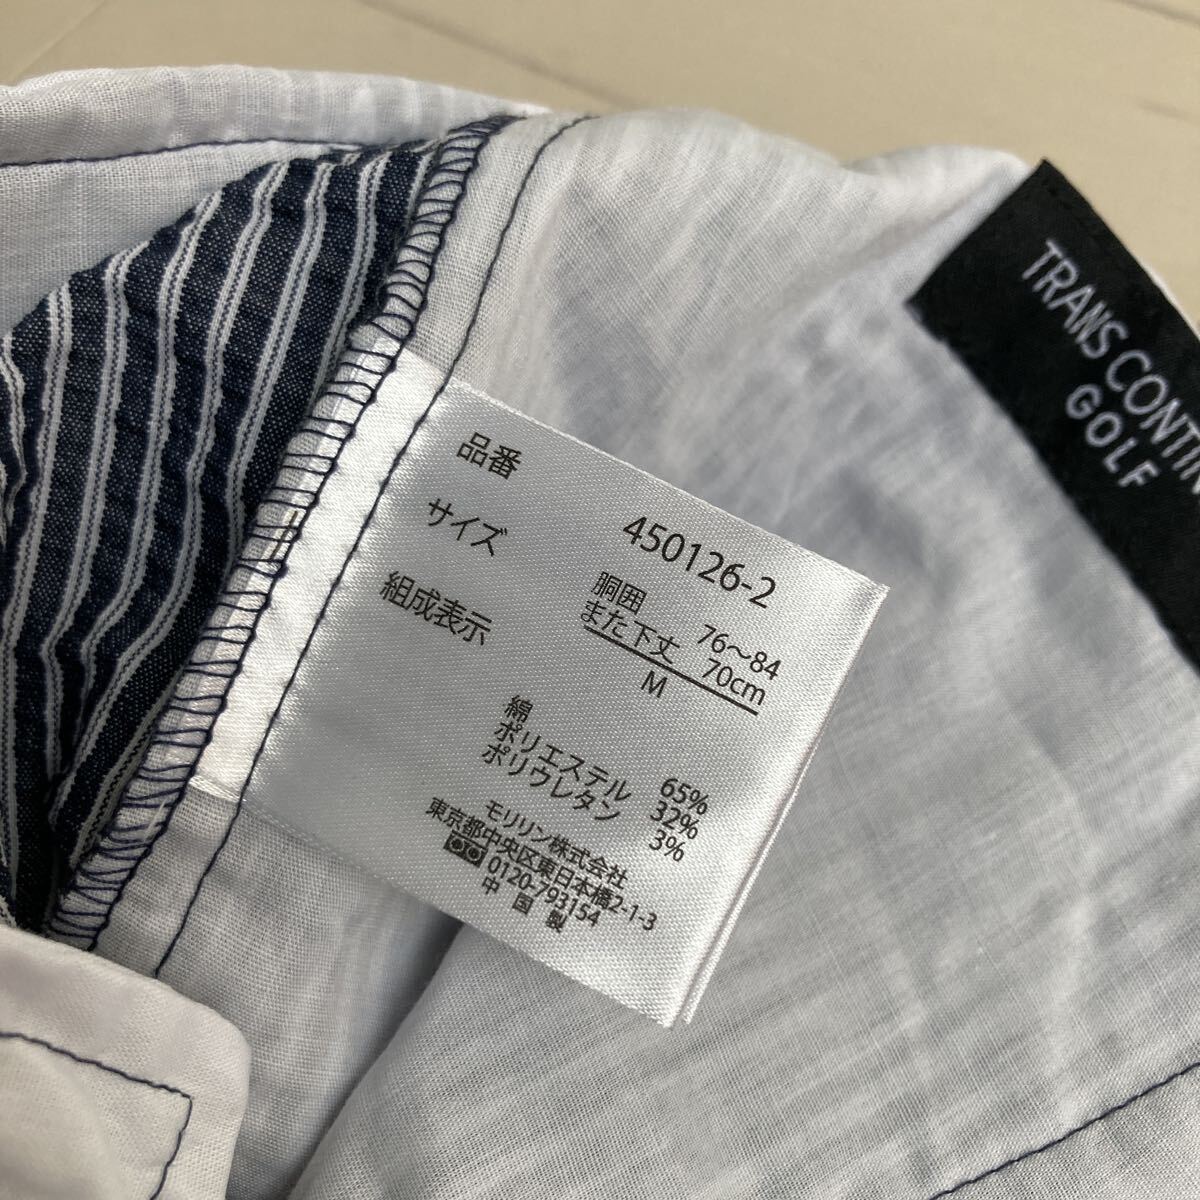 品番 450126-2
サイズ 胴囲 76〜84
また下丈 70cm
M
組成表示
綿 65%
ポリエステル 32%
ポリウレタン 3%
モリリン株式会社
東京都中央区東日本橋2-1-3
0120-793154
中国製
TRANS CONTIN
GOLF